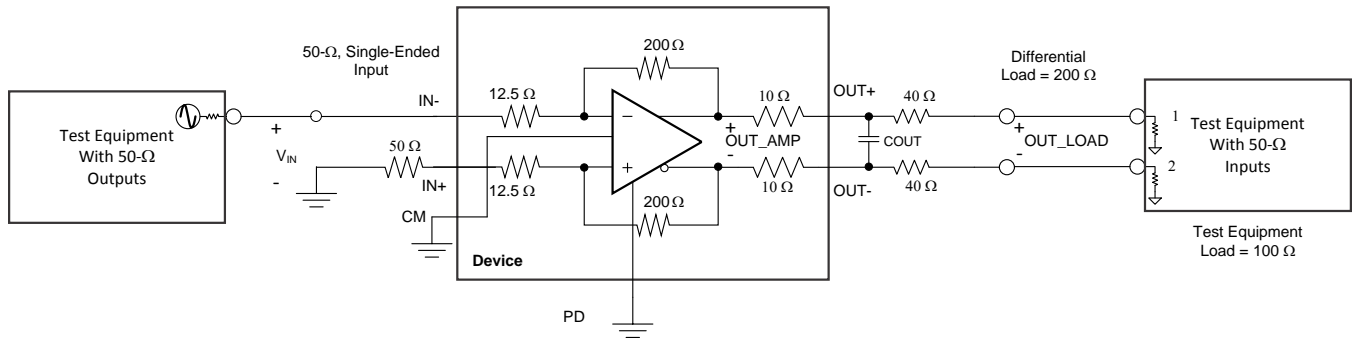 50-Ω, Single-Ended
Input
200 Ω
Differential
Load = 200 Ω
12.5 Ω
IN-
10 Ω
OUT+
40 Ω
1
Test Equipment
With 50-Ω
Outputs
+
V_IN
-
−
+
OUT_AMP
-
COUT
+
OUT_LOAD
-
Test Equipment
With 50-Ω
Inputs
50 Ω
IN+
12.5 Ω
+
10 Ω
OUT-
40 Ω
2
CM
200 Ω
Test Equipment
Load = 100 Ω
Device
PD